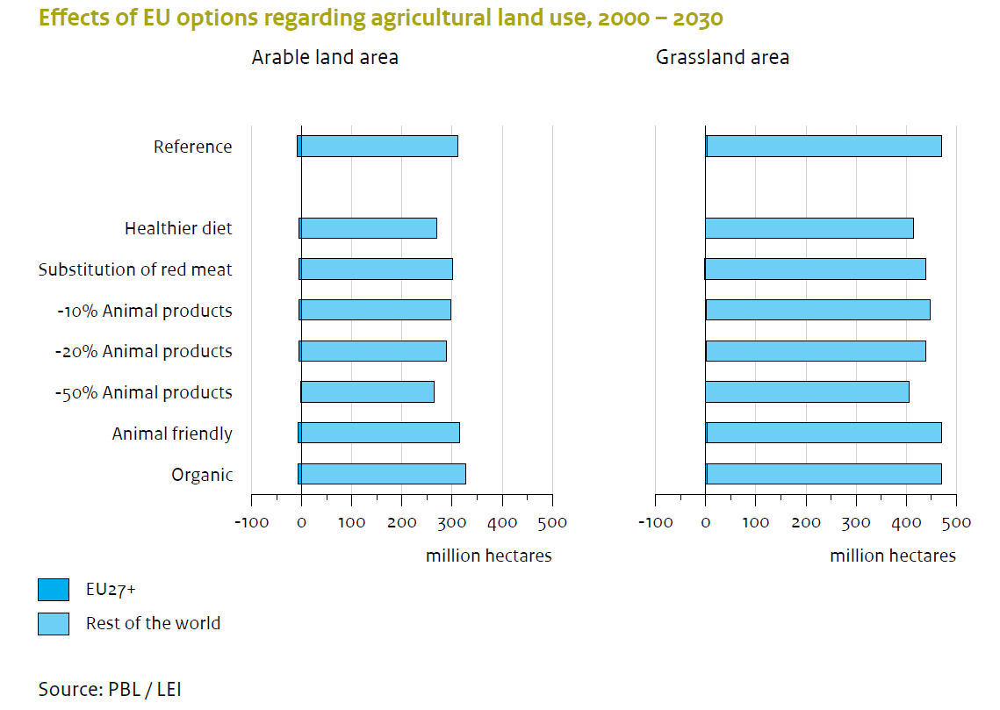 Effects of EU options regarding agricultural land use, 2000 – 2030
Arable land area
Grassland area
Reference
Healthier diet
Substitution of red meat
-10% Animal products
-20% Animal products
-50% Animal products
Animal friendly
Organic
-100 0 100 200 300 400 500
million hectares
-100 0 100 200 300 400 500
million hectares
EU27+
Rest of the world
Source: PBL / LEI